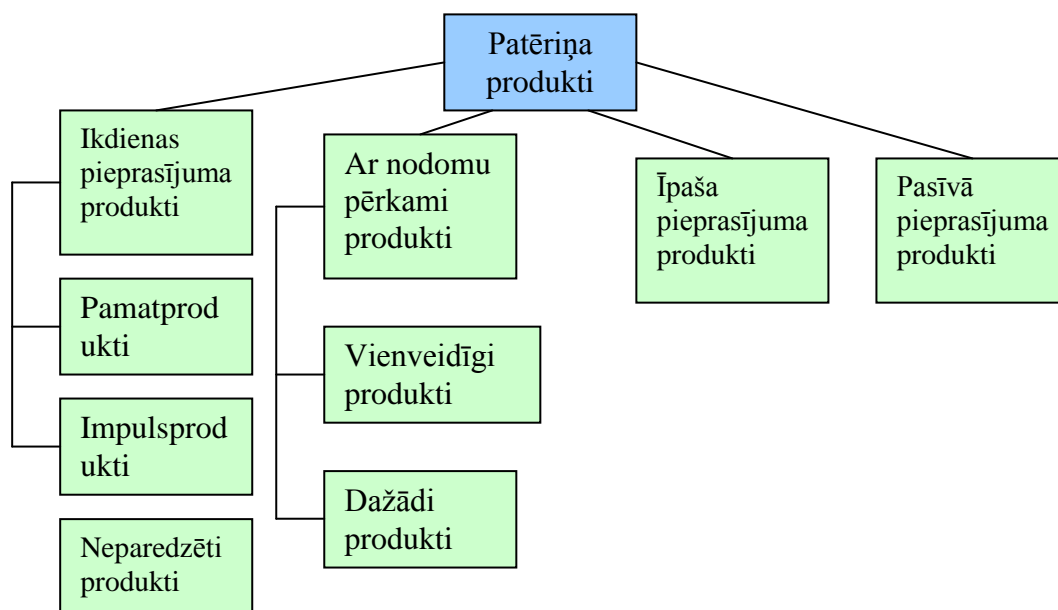 Patēriņa
produkti
Ikdienas
pieprasījuma
produkti
Pamatprod
ukti
Impulsprod
ukti
Neparedzēti
produkti
Ar nodomu
pērkami
produkti
Vienveidīgi
produkti
Dažādi
produkti
Īpaša
pieprasījuma
produkti
Pasīvā
pieprasījuma
produkti